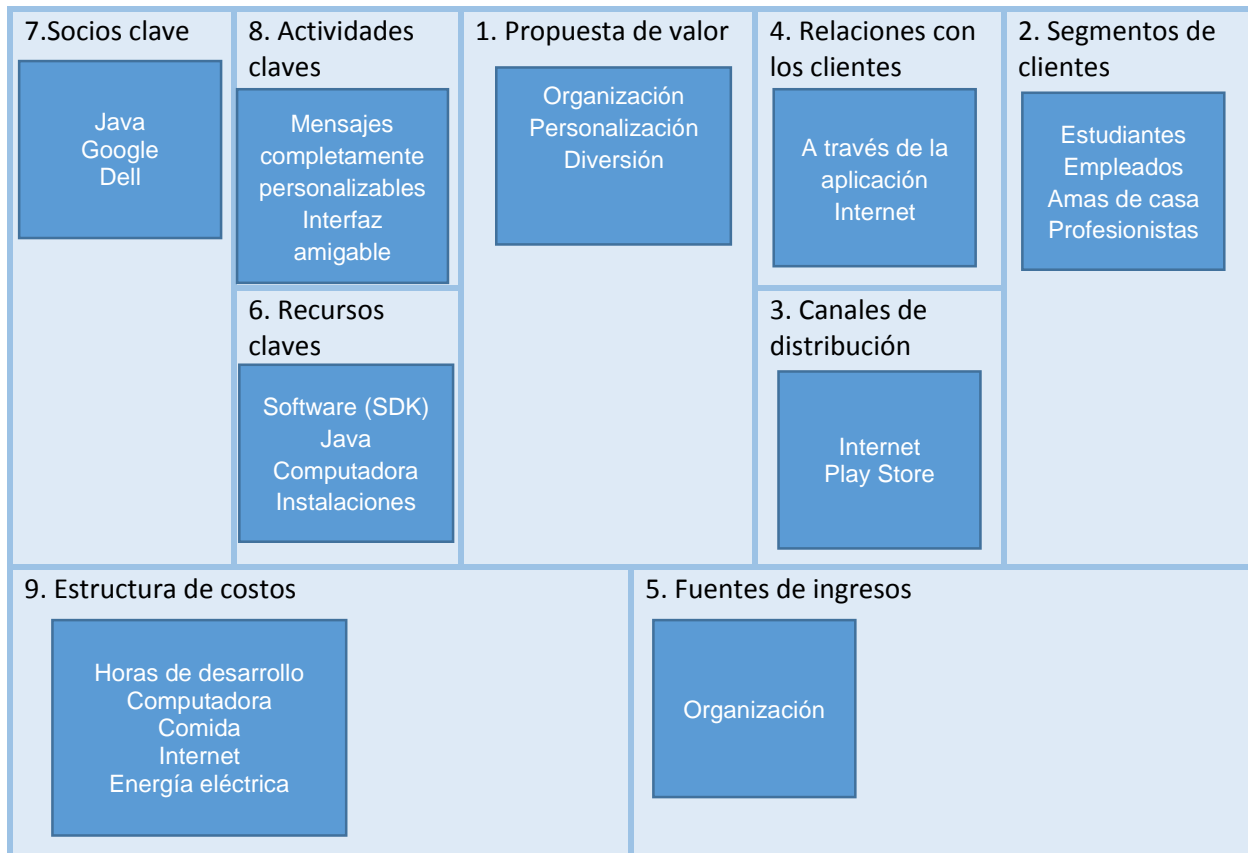 7.Socios clave
Java
Google
Dell
8. Actividades
claves
Mensajes
completamente
personalizables
Interfaz
amigable
6. Recursos
claves
Software (SDK)
Java
Computadora
Instalaciones
1. Propuesta de valor
Organización
Personalización
Diversión
4. Relaciones con
los clientes
A través de la
aplicación
Internet
3. Canales de
distribución
Internet
Play Store
2. Segmentos de
clientes
Estudiantes
Empleados
Amas de casa
Profesionistas
9. Estructura de costos
Horas de desarrollo
Computadora
Comida
Internet
Energía eléctrica
5. Fuentes de ingresos
Organización